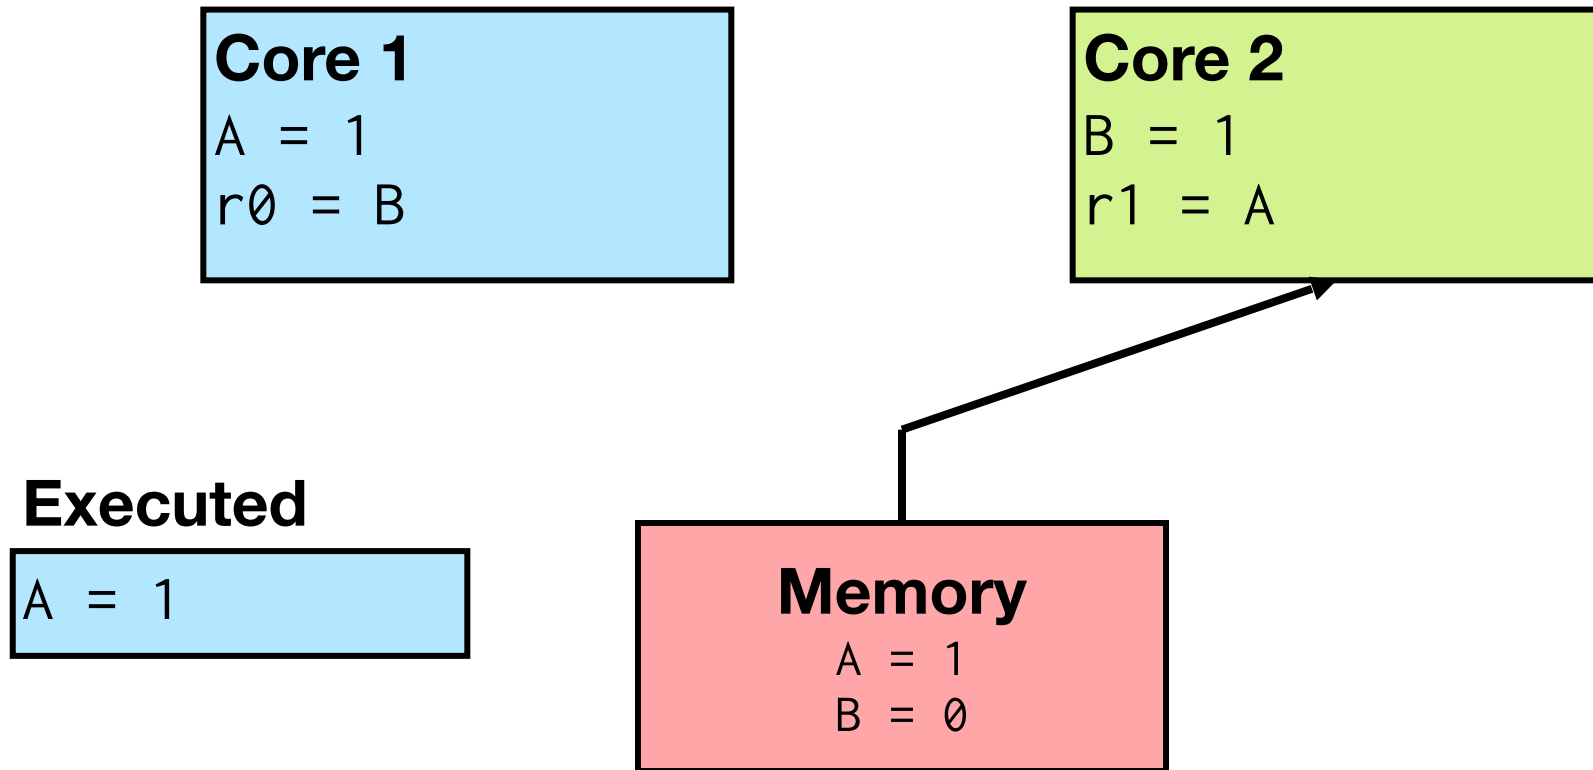 Core 1
A = 1
r0 = B
Core 2
B = 1
r1 = A
Executed
A = 1
Memory
A = 1
B = 0